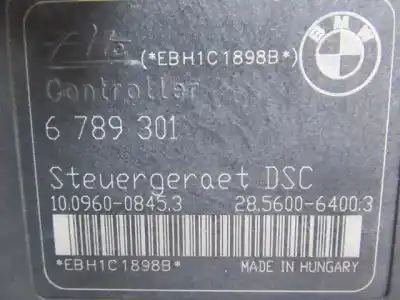 (*EBH1C1898B*)
BMW
Controller
6 789 301
Steuergeraet DSC
10.0960-0845.3 28.5600-6400:3
*EBH1C1898B* MADE IN HUNGARY